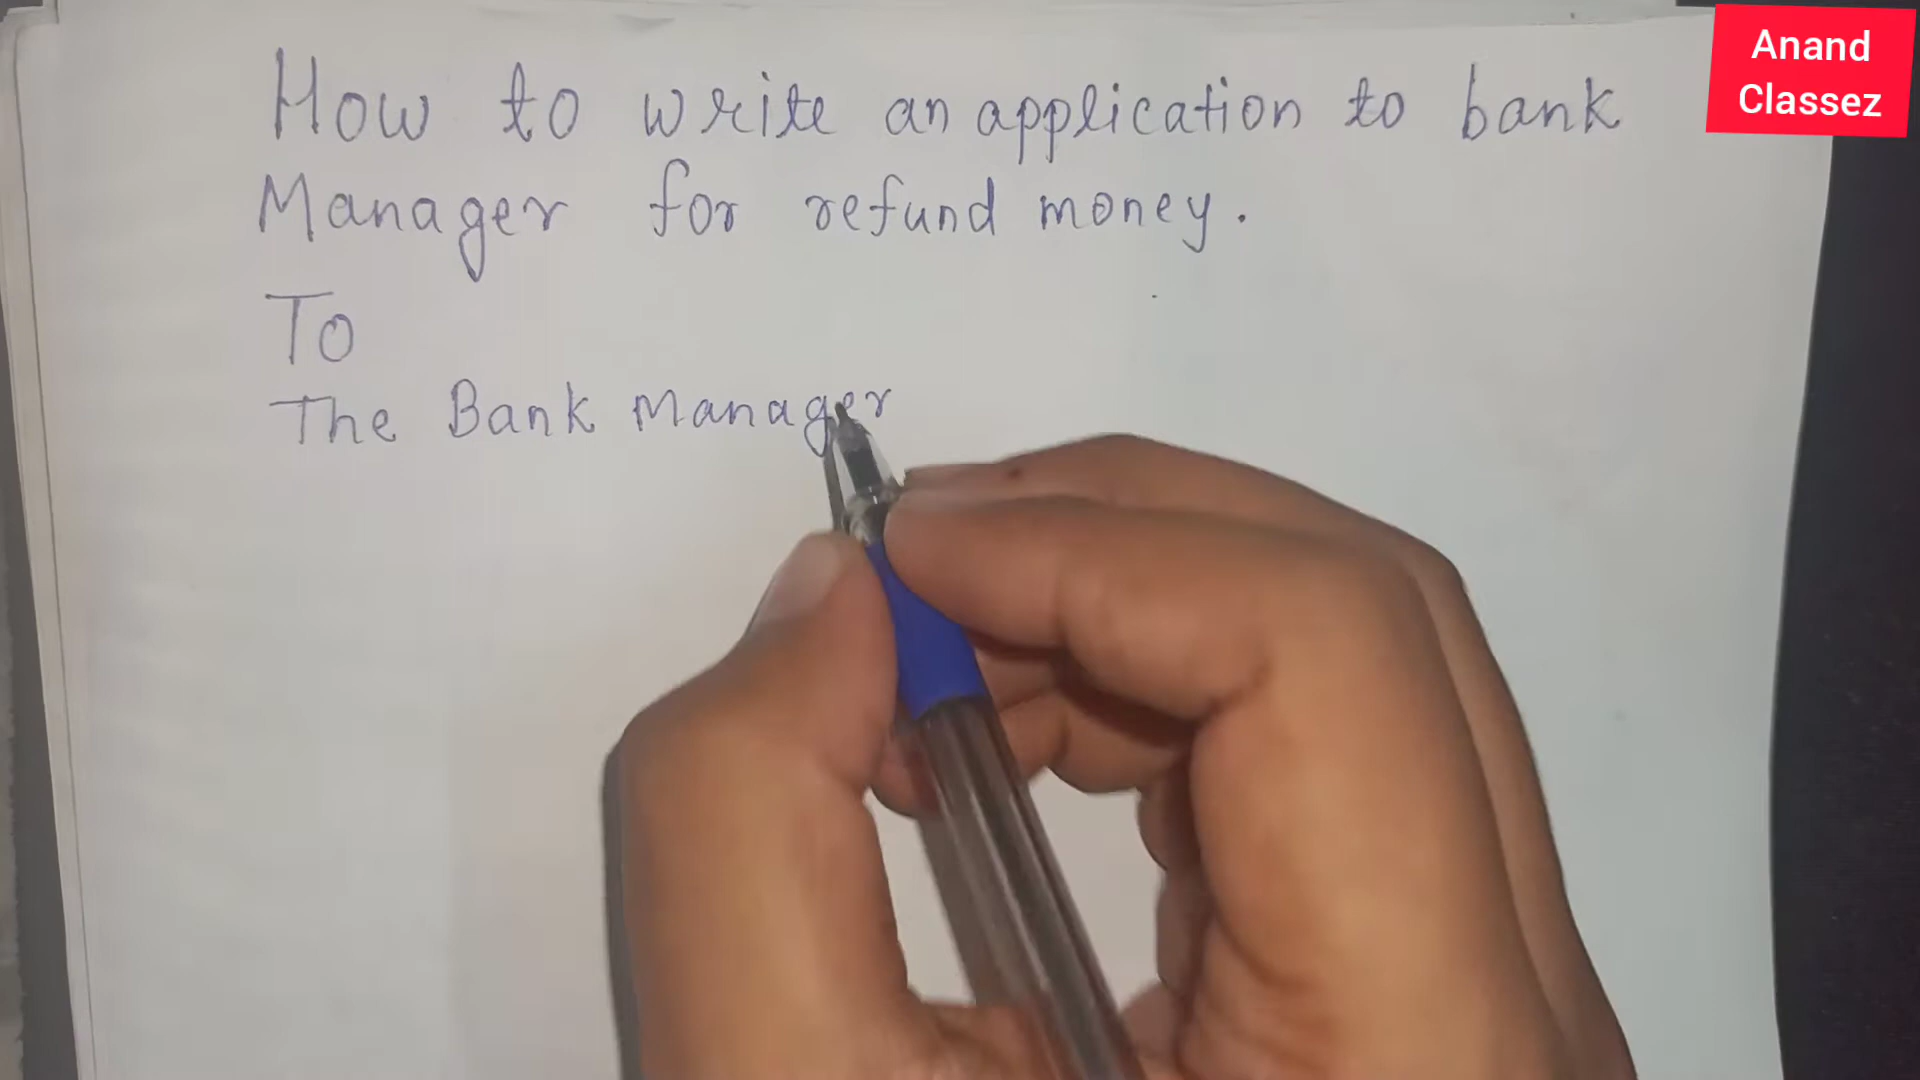 How to write an application to bank
Manager for refund money.
To
The Bank Manager
Anand
Classez